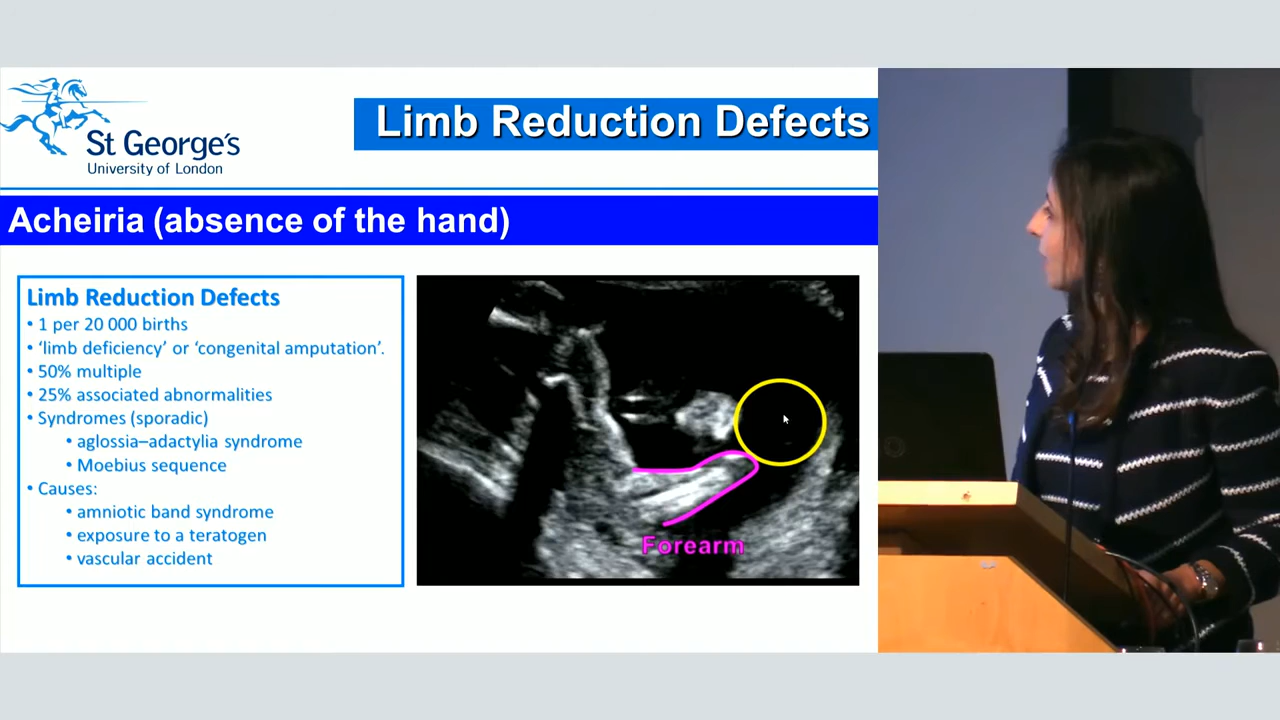 St George's
University of London
Limb Reduction Defects
Acheiria (absence of the hand)
Limb Reduction Defects
• 1 per 20 000 births
• ‘limb deficiency’ or ‘congenital amputation’.
• 50% multiple
• 25% associated abnormalities
• Syndromes (sporadic)
• aglossia–adactylia syndrome
• Moebius sequence
• Causes:
• amniotic band syndrome
• exposure to a teratogen
• vascular accident
Forearm